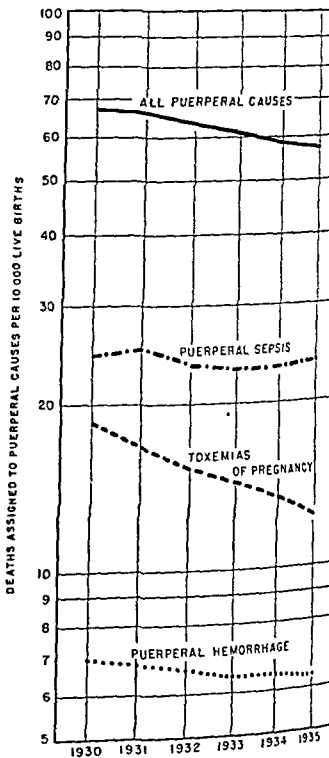 100
90
80
70
ALL PUERPERAL CAUSES
60
50
40
30
PUERPERAL SEPSIS
20
TOXEMIAS
OF PREGNANCY
10
9
8
PUERPERAL HEMORRHAGE
7
6
5
1930 1931 1932 1933 1934 1935
DEATHS ASSIGNED TO PUERPERAL CAUSES PER 10 000 LIVE BIRTHS